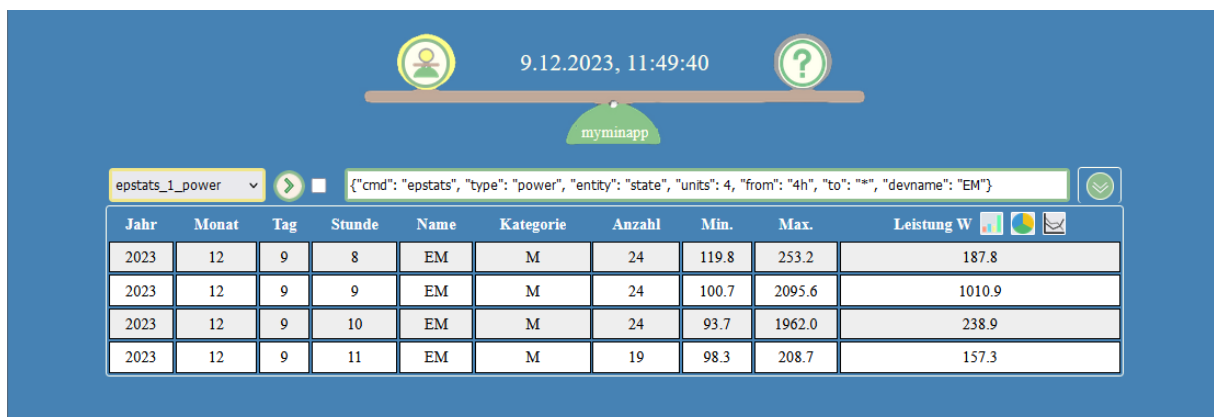 9.12.2023, 11:49:40
?
myminapp
epstats_1_power {"cmd": "epstats", "type": "power", "entity": "state", "units": 4, "from": "4h", "to": "*", "devname": "EM"}
Jahr Monat Tag Stunde Name Kategorie Anzahl Min. Max. Leistung W
2023 12 9 8 EM M 24 119.8 253.2 187.8
2023 12 9 9 EM M 24 100.7 2095.6 1010.9
2023 12 9 10 EM M 24 93.7 1962.0 238.9
2023 12 9 11 EM M 19 98.3 208.7 157.3